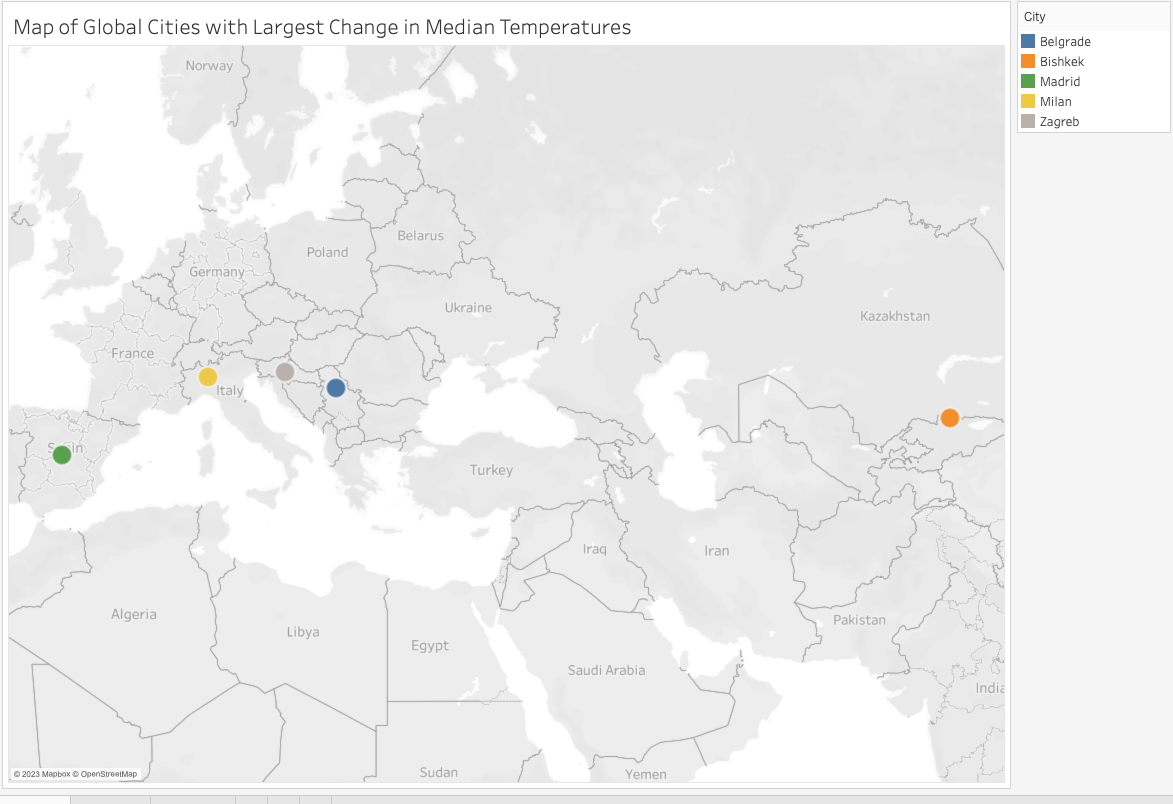 Map of Global Cities with Largest Change in Median Temperatures
City
Belgrade
Bishkek
Madrid
Milan
Zagreb
Norway
Belarus
Poland
Germany
Ukraine
Kazakhstan
France
Italy
Turkey
Iraq
Iran
Algeria
Pakistan
Libya
Egypt
Saudi Arabia
India
Sudan
Yemen
© 2023 Mapbox © OpenStreetMap